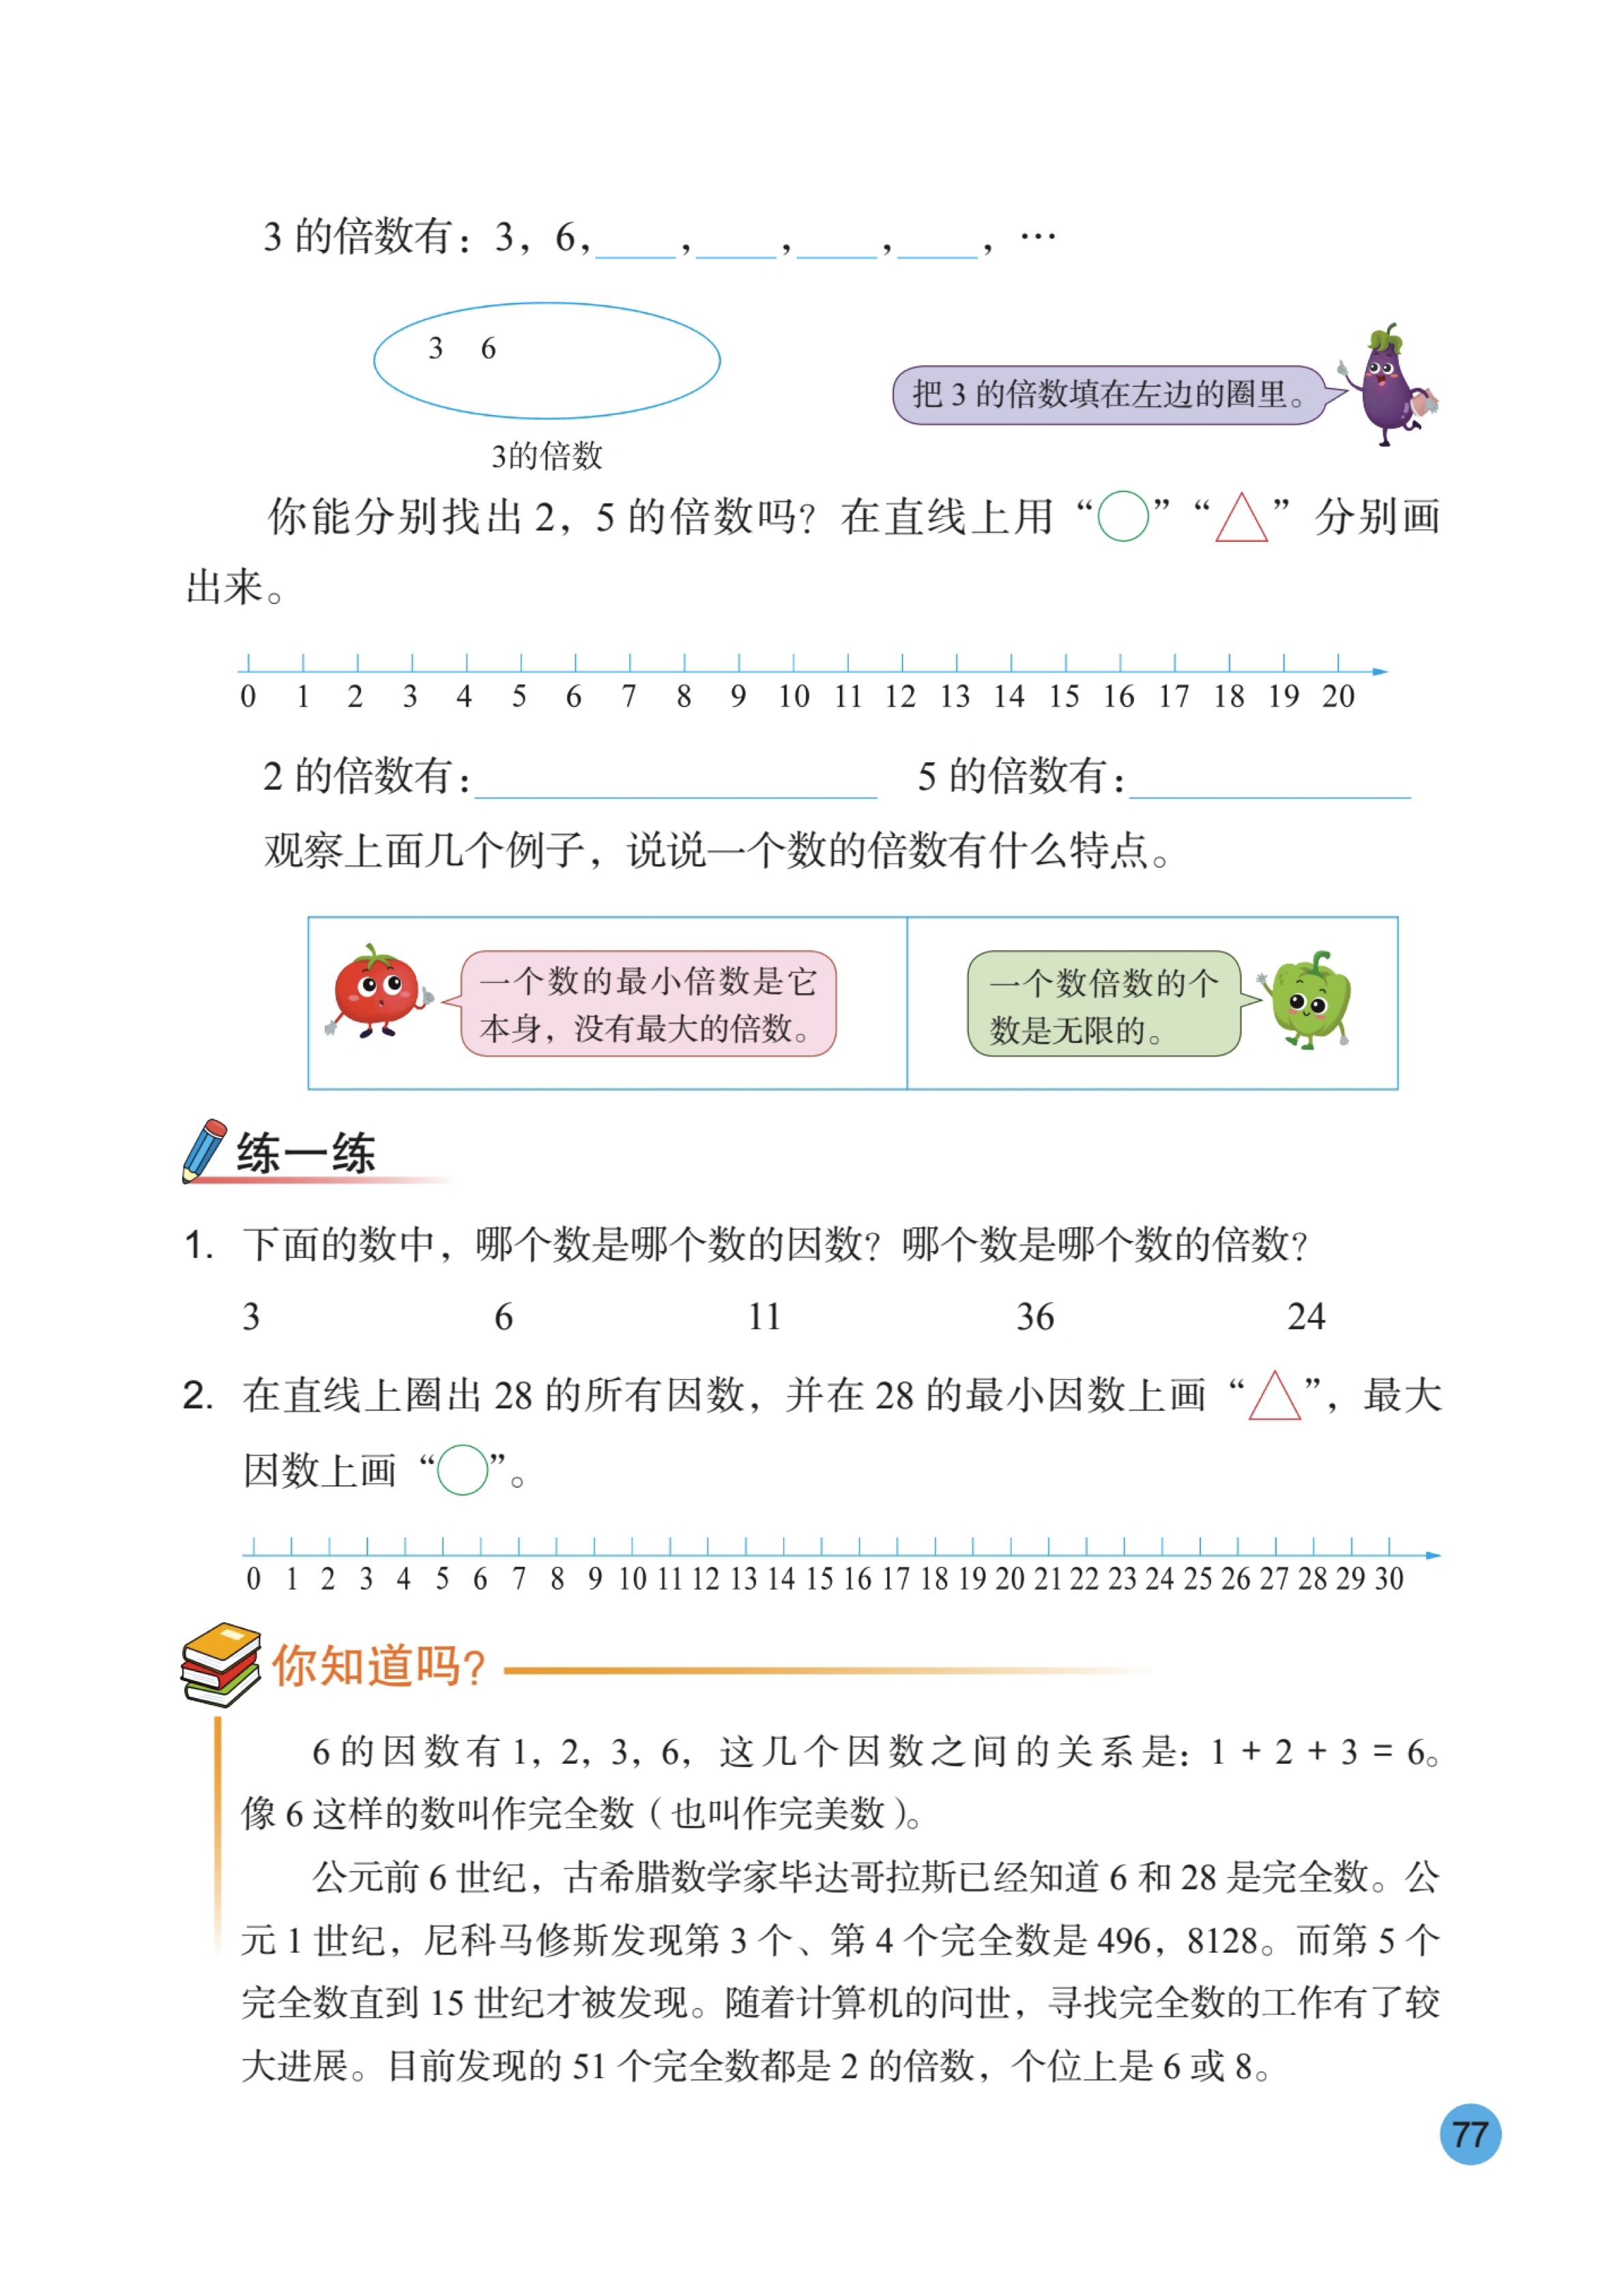 3 的倍数有：3，6，____，____，____，____，…
3 6
把 3 的倍数填在左边的圈里。
3的倍数
你能分别找出 2，5 的倍数吗？在直线上用“○”“△”分别画
出来。
0 1 2 3 4 5 6 7 8 9 10 11 12 13 14 15 16 17 18 19 20
2 的倍数有：____ 5 的倍数有：____
观察上面几个例子，说说一个数的倍数有什么特点。
一个数的最小倍数是它
本身，没有最大的倍数。
一个数倍数的个
数是无限的。
练一练
1. 下面的数中，哪个数是哪个数的因数？哪个数是哪个数的倍数？
3 6 11 36 24
2. 在直线上圈出 28 的所有因数，并在 28 的最小因数上画“△”，最大
因数上画“○”。
0 1 2 3 4 5 6 7 8 9 10 11 12 13 14 15 16 17 18 19 20 21 22 23 24 25 26 27 28 29 30
你知道吗？
6 的因数有 1，2，3，6，这几个因数之间的关系是：1 + 2 + 3 = 6。
像 6 这样的数叫作完全数（也叫作完美数）。
公元前 6 世纪，古希腊数学家毕达哥拉斯已经知道 6 和 28 是完全数。公
元 1 世纪，尼科马修斯发现第 3 个、第 4 个完全数是 496，8128。而第 5 个
完全数直到 15 世纪才被发现。随着计算机的问世，寻找完全数的工作有了较
大进展。目前发现的 51 个完全数都是 2 的倍数，个位上是 6 或 8。
77